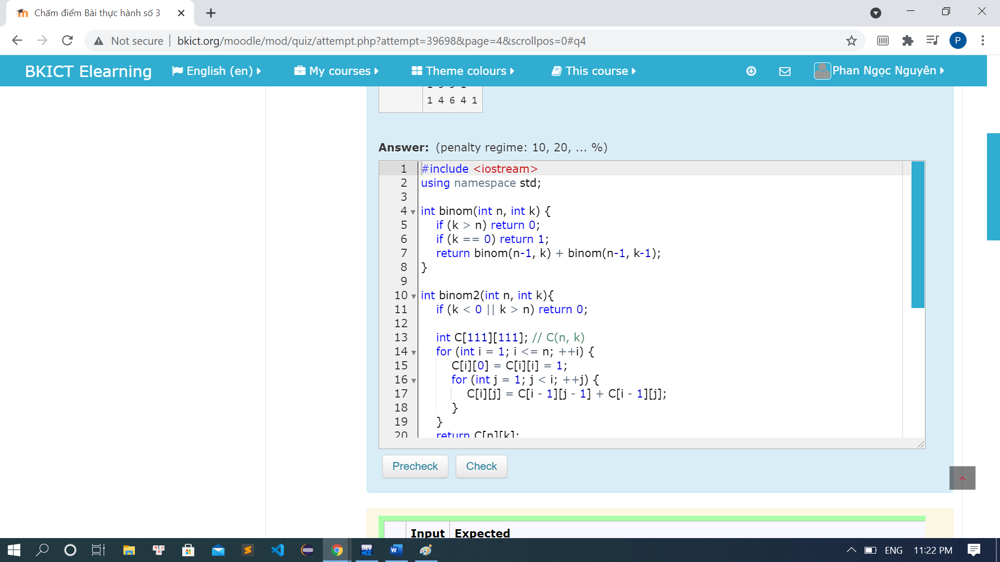 Chấm điểm Bài thực hành số 3
Not secure | bkict.org/moodle/mod/quiz/attempt.php?attempt=39698&page=4&scrollpos=0#q4
P
BKICT Elearning English (en) My courses Theme colours This course Phan Ngọc Nguyên
1 4 6 4 1
Answer: (penalty regime: 10, 20, ... %)
1 #include <iostream>
2 using namespace std;
3
4 int binom(int n, int k) {
5 if (k > n) return 0;
6 if (k == 0) return 1;
7 return binom(n-1, k) + binom(n-1, k-1);
8 }
9
10 int binom2(int n, int k){
11 if (k < 0 || k > n) return 0;
12
13 int C[111][111]; // C(n, k)
14 for (int i = 1; i <= n; ++i) {
15 C[i][0] = C[i][i] = 1;
16 for (int j = 1; j < i; ++j) {
17 C[i][j] = C[i - 1][j - 1] + C[i - 1][j];
18 }
19 }
20 return C[n][k];
Precheck Check
Input Expected
DEV W ENG 11:22 PM